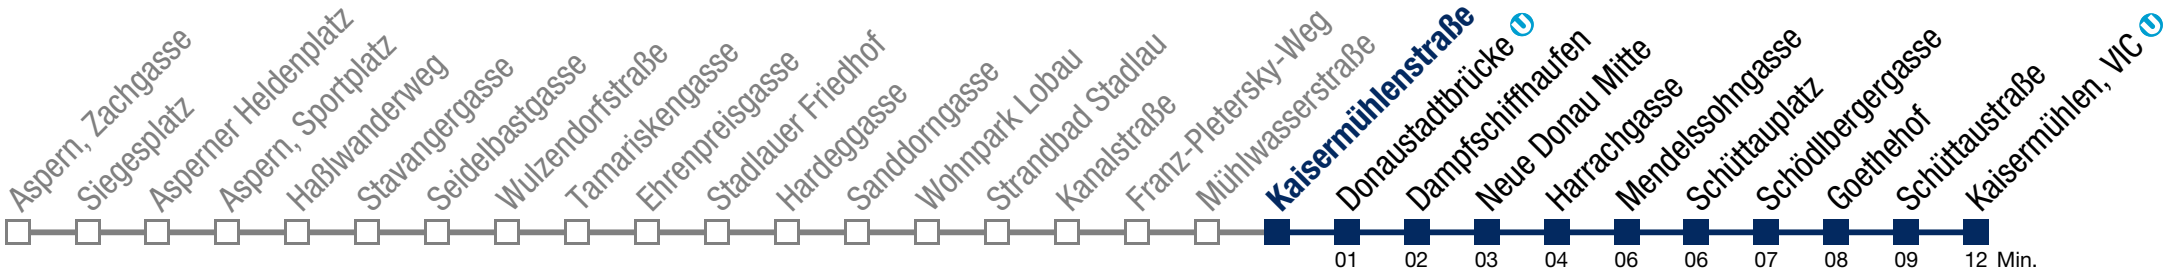 Aspern, Zachgasse
Siegesplatz
Asperner Heldenplatz
Aspern, Sportplatz
Haßlwanderweg
Stavangergasse
Seidelbastgasse
Wulzendorfstraße
Tamariskengasse
Ehrenpreisgasse
Stadlauer Friedhof
Hardeggasse
Sanddorngasse
Wohnpark Lobau
Strandbad Stadlau
Kanalstraße
Franz-Pletersky-Weg
Mühlwasserstraße
Kaisermühlenstraße
Donaustadtbrücke U
Dampfschiffhaufen
Neue Donau Mitte
Harrachgasse
Mendelssohngasse
Schüttauplatz
Schödlbergergasse
Goethehof
Schüttaustraße
Kaisermühlen, VIC U
01 02 03 04 06 06 07 08 09 12 Min.